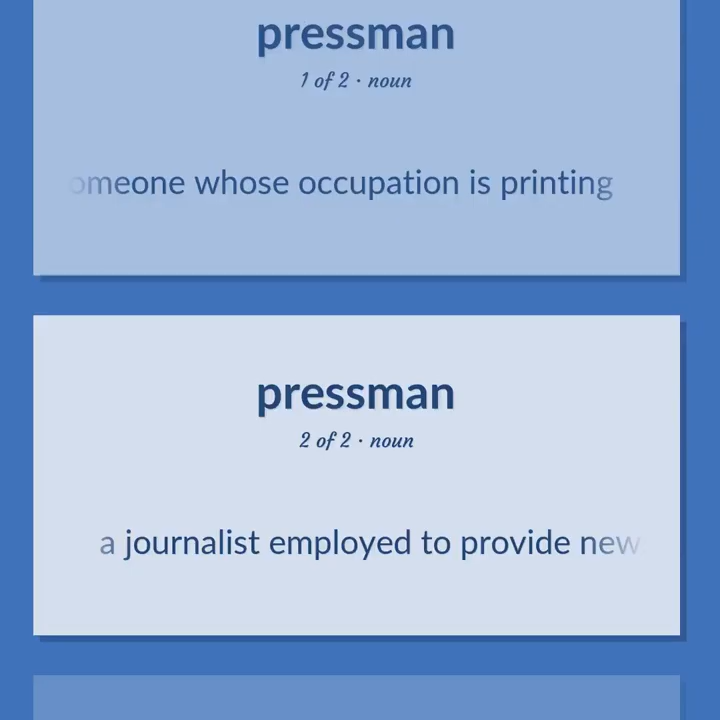 pressman
1 of 2 · noun
omeone whose occupation is printing
pressman
2 of 2 · noun
a journalist employed to provide new